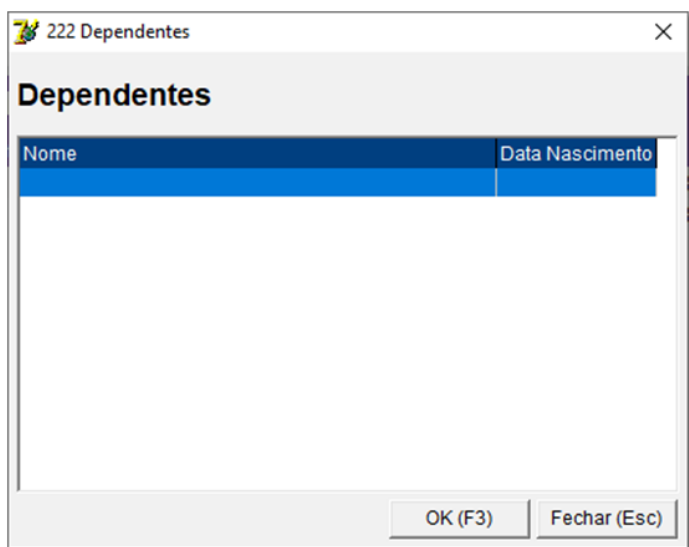 222 Dependentes
Dependentes
Nome Data Nascimento
OK (F3) Fechar (Esc)